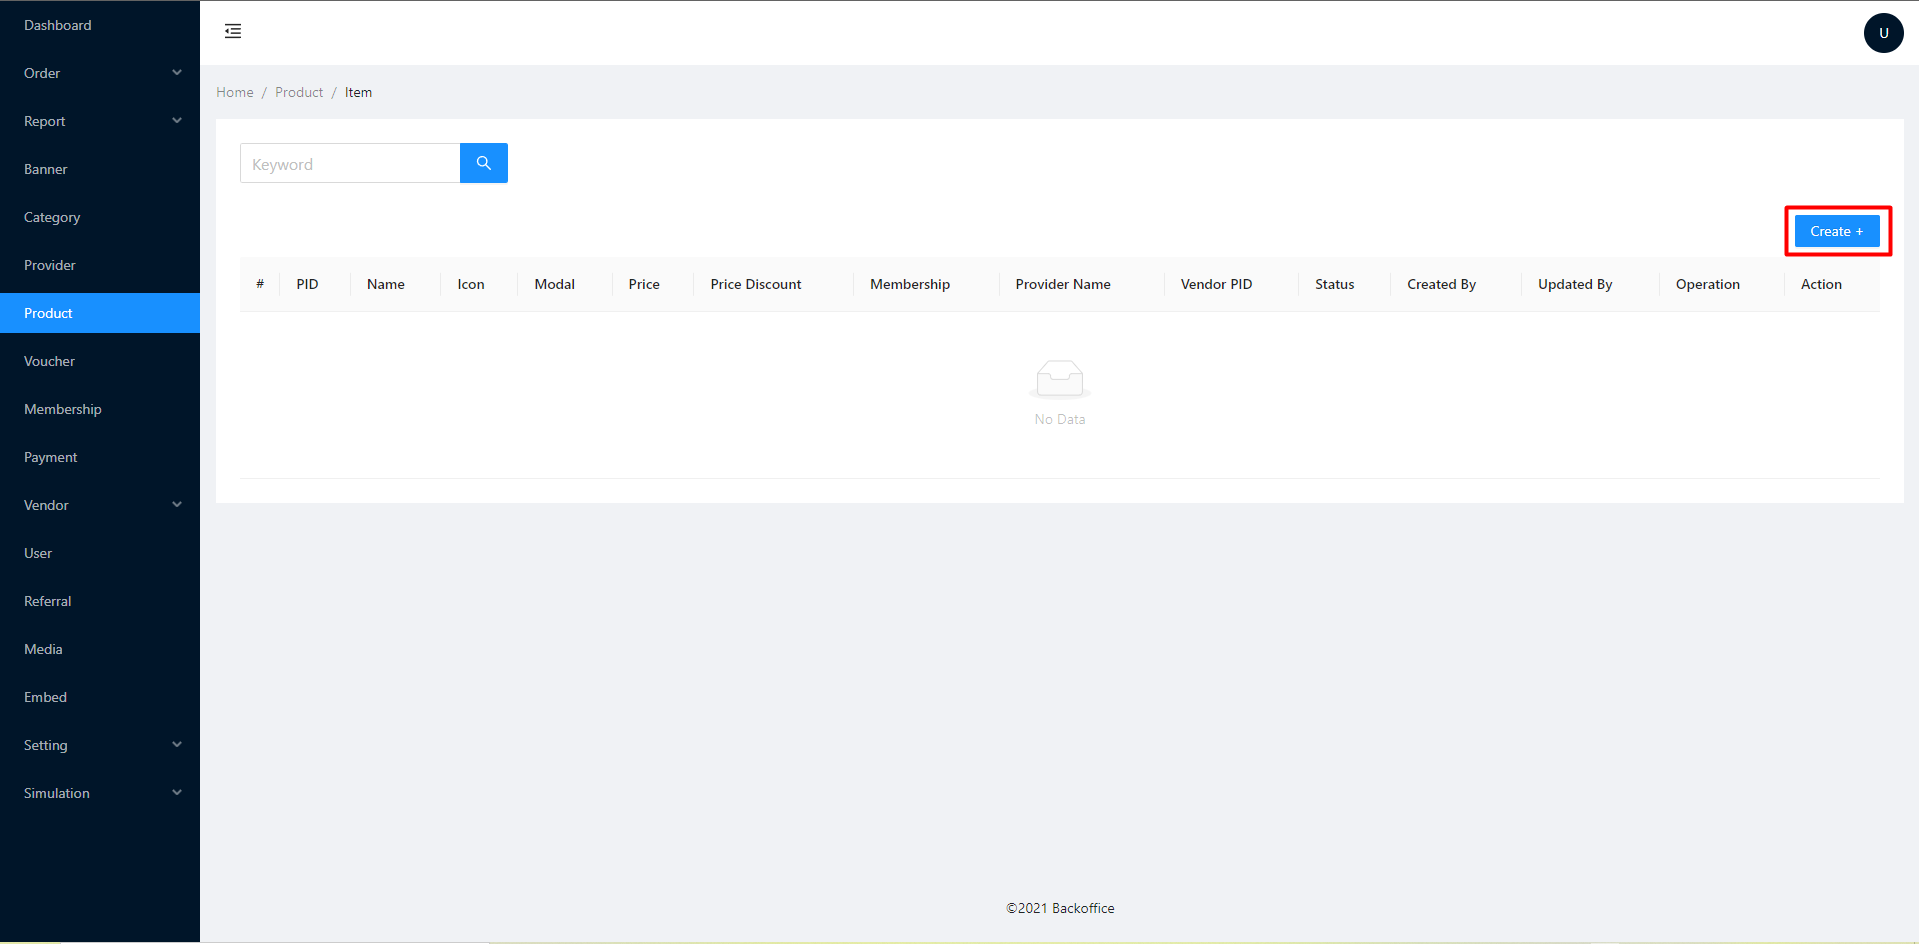 Dashboard
Order
Report
Banner
Category
Provider
Product
Voucher
Membership
Payment
Vendor
User
Referral
Media
Embed
Setting
Simulation
U
Home / Product / Item
Keyword
Create +
# PID Name Icon Modal Price Price Discount Membership Provider Name Vendor PID Status Created By Updated By Operation Action
No Data
©2021 Backoffice